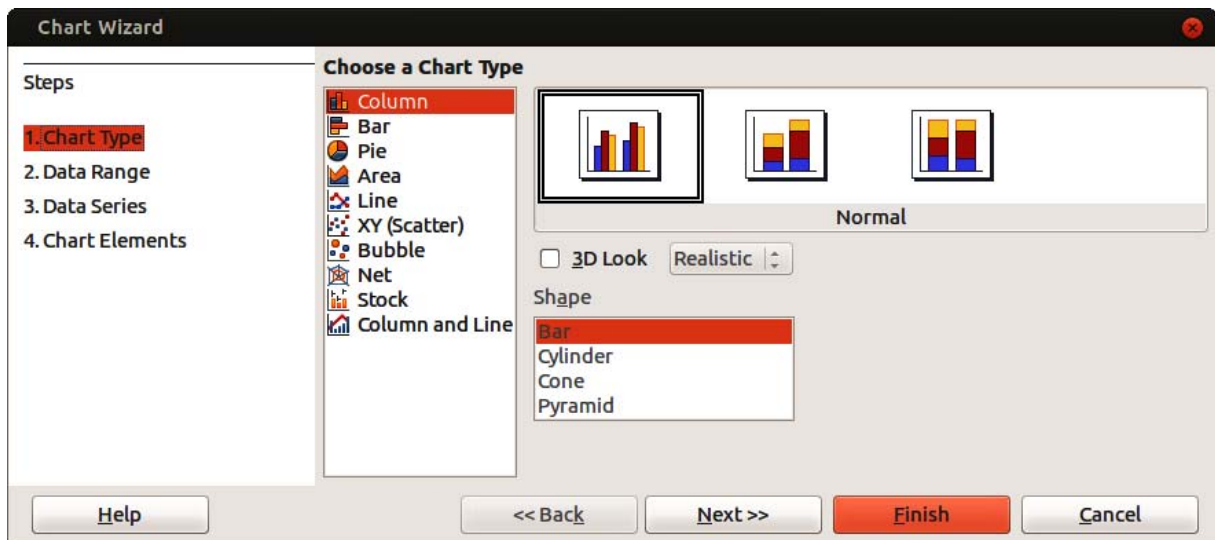 Chart Wizard
Steps
1. Chart Type
2. Data Range
3. Data Series
4. Chart Elements
Choose a Chart Type
Column
Bar
Pie
Area
Line
XY (Scatter)
Bubble
Net
Stock
Column and Line
Normal
3D Look Realistic
Shape
Bar
Cylinder
Cone
Pyramid
Help << Back Next >> Finish Cancel